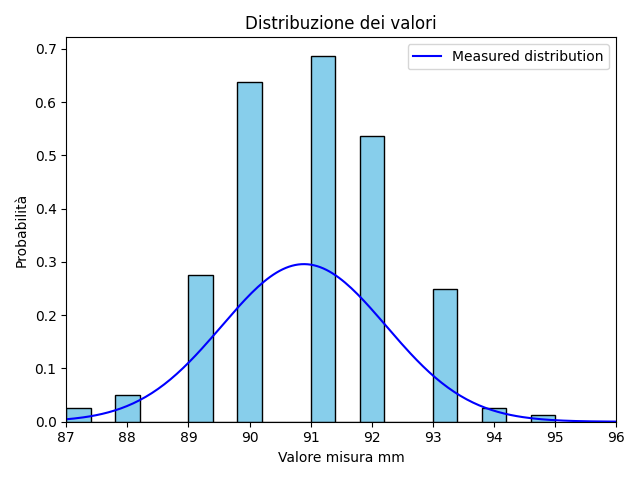 Distribuzione dei valori
Measured distribution
Probabilità
0.7
0.6
0.5
0.4
0.3
0.2
0.1
0.0
87 88 89 90 91 92 93 94 95 96
Valore misura mm